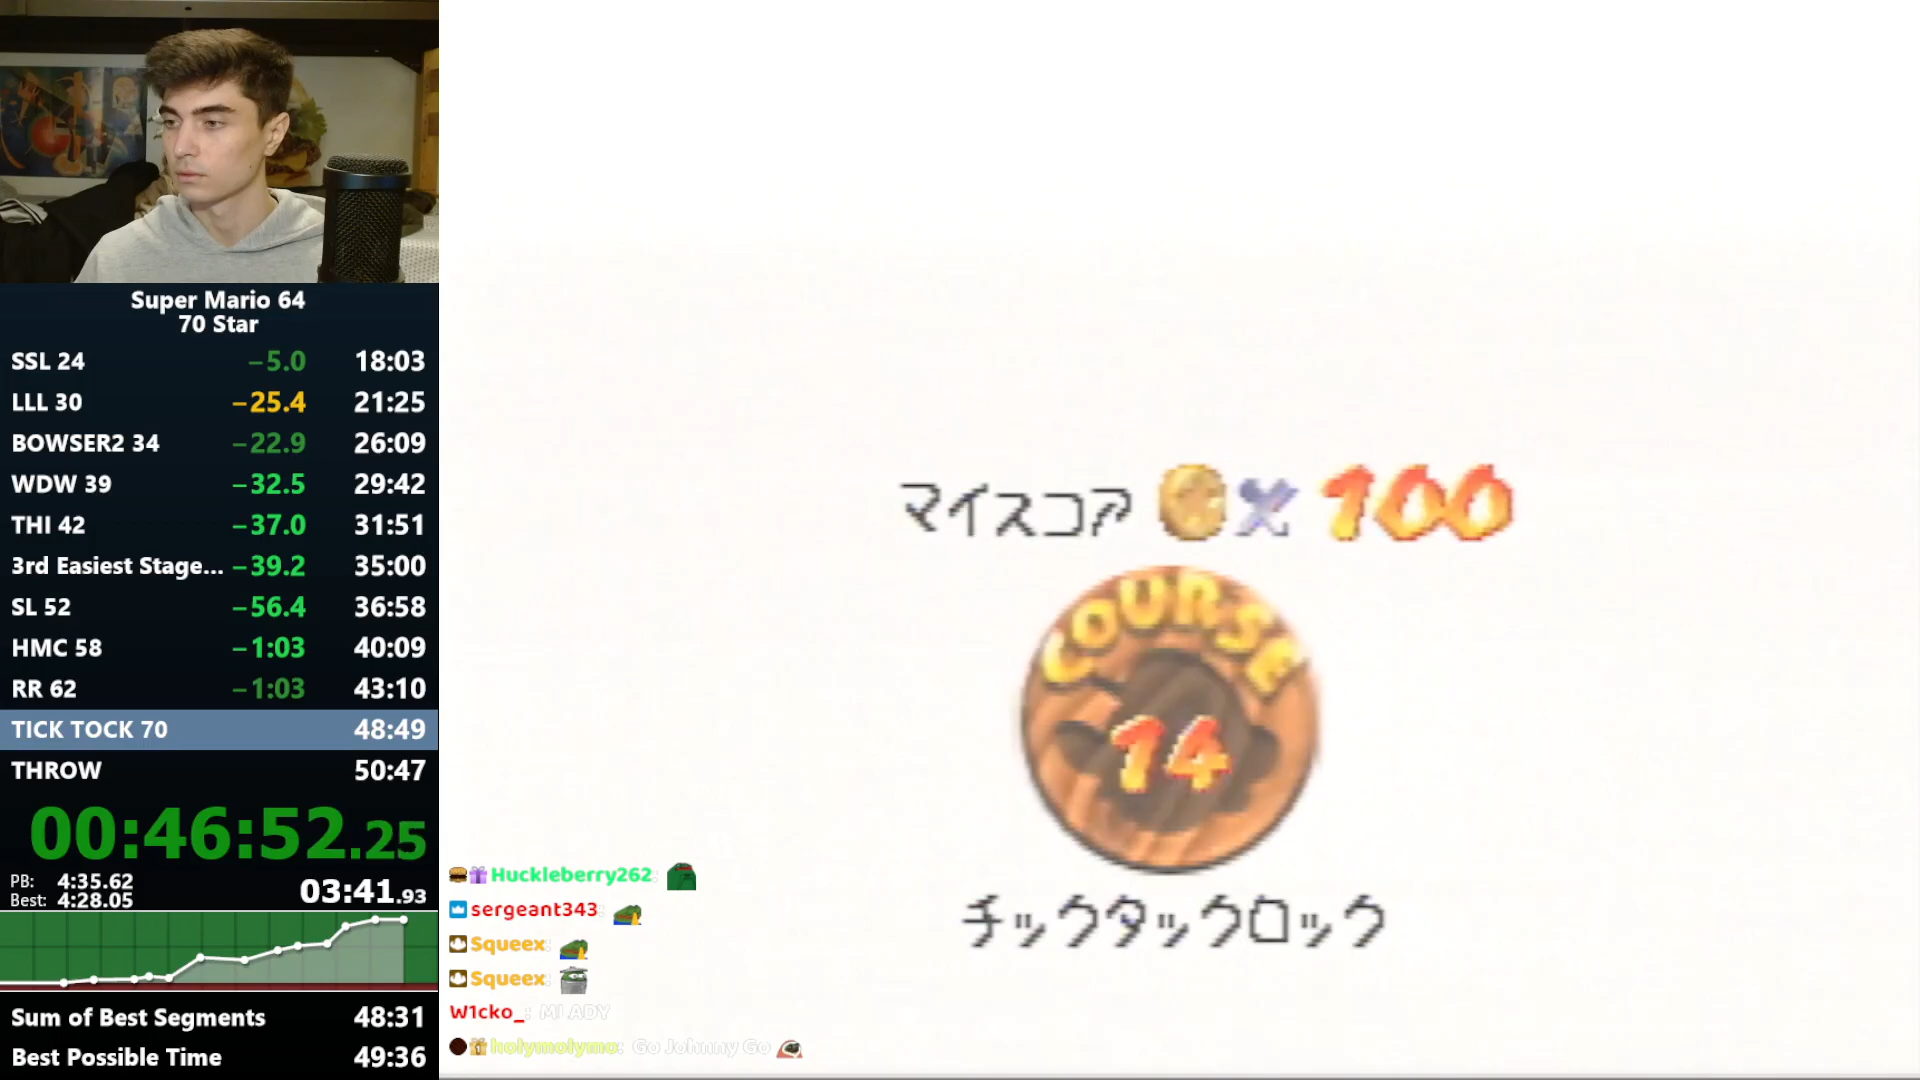 Super Mario 64
70 Star
SSL 24 −5.0 18:03
LLL 30 −25.4 21:25
BOWSER2 34 −22.9 26:09
WDW 39 −32.5 29:42
THI 42 −37.0 31:51
3rd Easiest Stage... −39.2 35:00
SL 52 −56.4 36:58
HMC 58 −1:03 40:09
RR 62 −1:03 43:10
TICK TOCK 70 48:49
THROW 50:47
00:46:52.25
PB: 4:35.62
Best: 4:28.05
03:41.93
Sum of Best Segments 48:31
Best Possible Time 49:36
マイスコア × 100
COURSE
14
チックタックロック
Huckleberry262:
sergeant343:
Squeex:
Squeex:
W1cko_: MLADY
holymolymo: Go Johnny Go